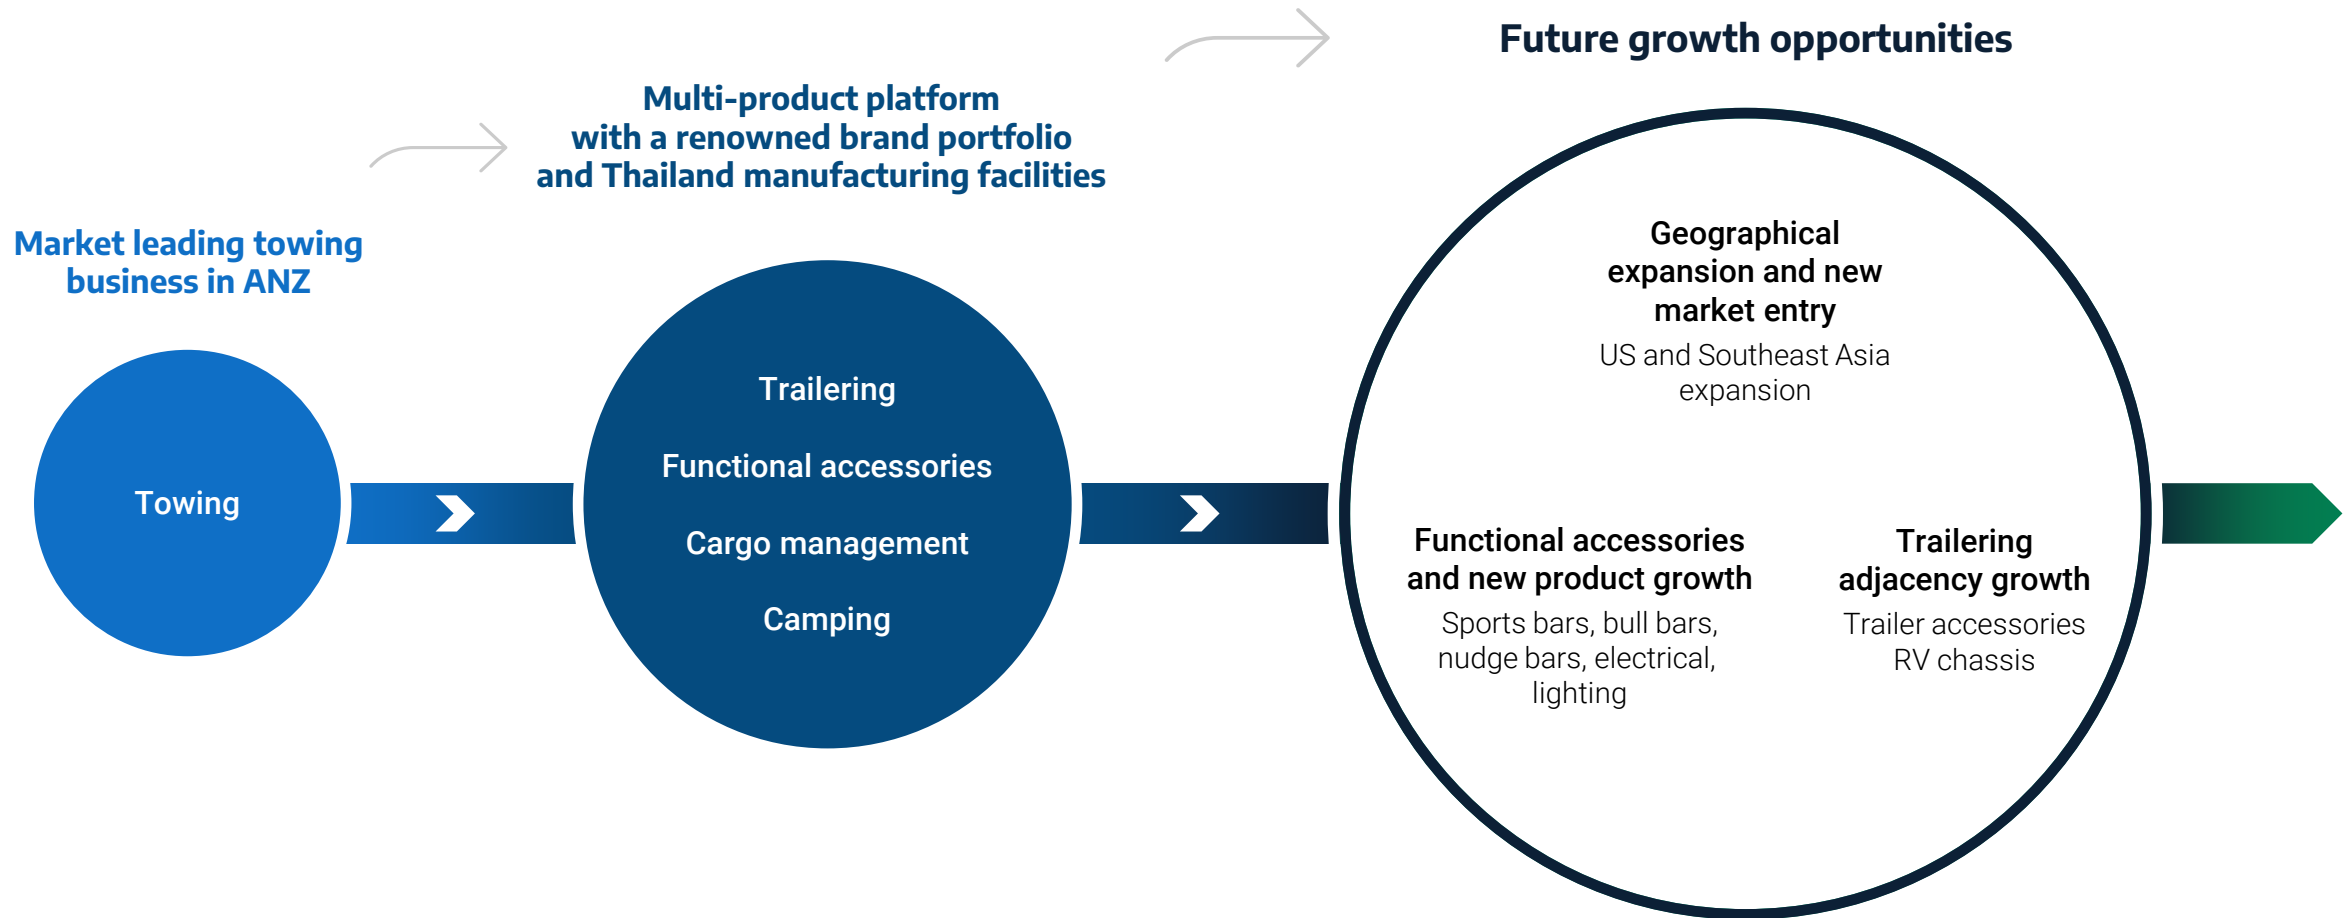 Market leading towing
business in ANZ
Towing
Multi-product platform
with a renowned brand portfolio
and Thailand manufacturing facilities
Trailering
Functional accessories
Cargo management
Camping
Future growth opportunities
Geographical
expansion and new
market entry
US and Southeast Asia
expansion
Functional accessories
and new product growth
Sports bars, bull bars,
nudge bars, electrical,
lighting
Trailering
adjacency growth
Trailer accessories
RV chassis